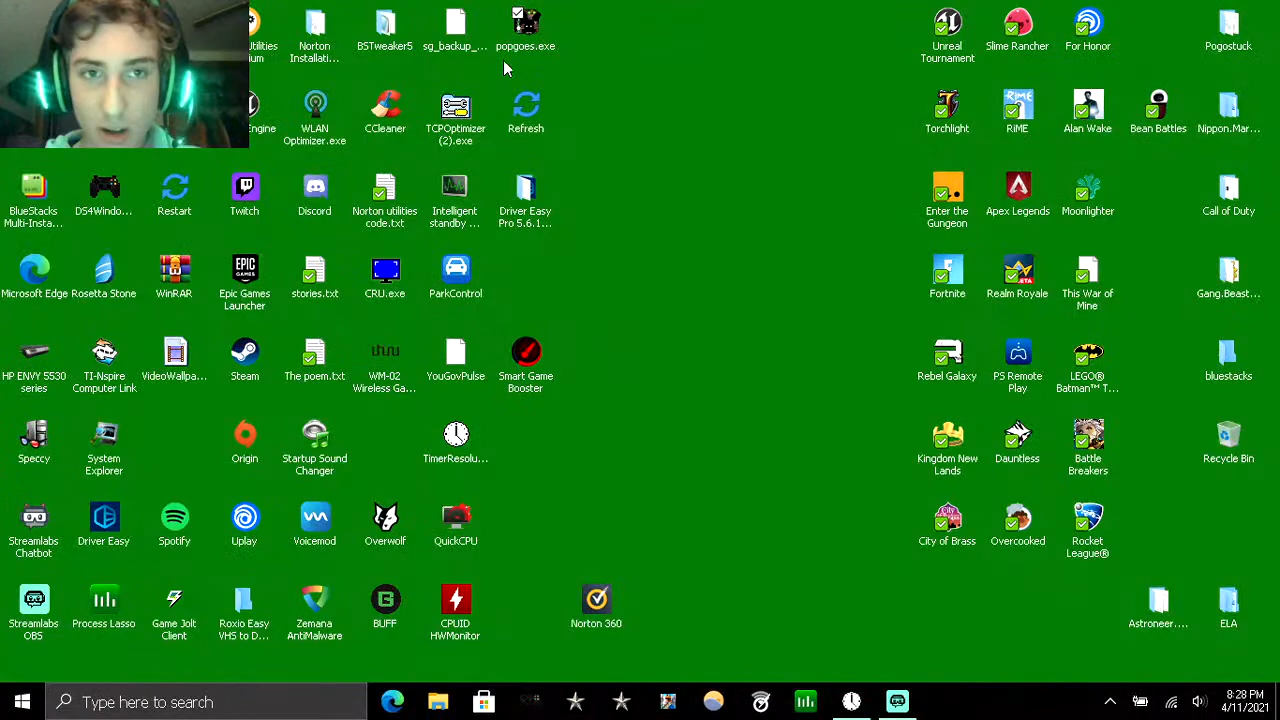 Utilities
ium
Norton
Installati...
BSTweaker5
sg_backup_...
popgoes.exe
Unreal
Tournament
Slime Rancher
For Honor
Pogostuck
Engine
WLAN
Optimizer.exe
CCleaner
TCPOptimizer
(2).exe
Refresh
Torchlight
RiME
Alan Wake
Bean Battles
Nippon.Mar...
BlueStacks
Multi-Insta...
DS4Windo...
Restart
Twitch
Discord
Norton utilities
code.txt
Intelligent
standby ...
Driver Easy
Pro 5.6.1...
Enter the
Gungeon
Apex Legends
Moonlighter
Call of Duty
Microsoft Edge
Rosetta Stone
WinRAR
EPIC
GAMES
Epic Games
Launcher
stories.txt
CRU.exe
ParkControl
Fortnite
BETA
Realm Royale
This War of
Mine
Gang.Beast...
HP ENVY 5530
series
TI-Nspire
Computer Link
VideoWallpa...
Steam
The poem.txt
WM-02
Wireless Ga...
YouGovPulse
Smart Game
Booster
Rebel Galaxy
PS Remote
Play
LEGO®
Batman™ T...
bluestacks
Speccy
System
Explorer
Origin
Startup Sound
Changer
TimerResolu...
Kingdom New
Lands
Dauntless
Battle
Breakers
Recycle Bin
Streamlabs
Chatbot
Driver Easy
Spotify
Uplay
Voicemod
Overwolf
QuickCPU
City of Brass
Overcooked
Rocket
League®
Streamlabs
OBS
Process Lasso
Game Jolt
Client
Roxio Easy
VHS to D...
Zemana
AntiMalware
BUFF
CPUID
HWMonitor
Norton 360
Astroneer....
ELA
Type here to search
6:28 PM
4/11/2021